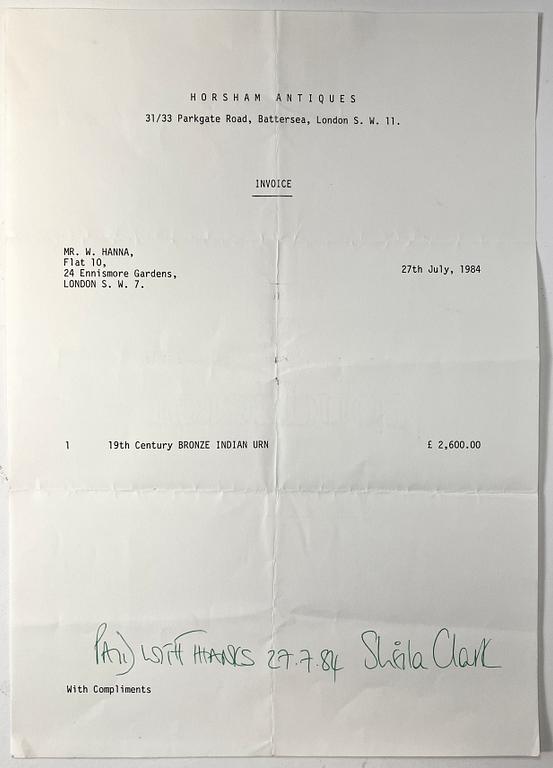 HORSHAM ANTIQUES
31/33 Parkgate Road, Battersea, London S. W. 11.
INVOICE
MR. W. HANNA,
Flat 10,
24 Ennismore Gardens,
LONDON S. W. 7.
27th July, 1984
1 19th Century BRONZE INDIAN URN £ 2,600.00
PAID WITH THANKS 27.7.84 Sheila Clark
With Compliments